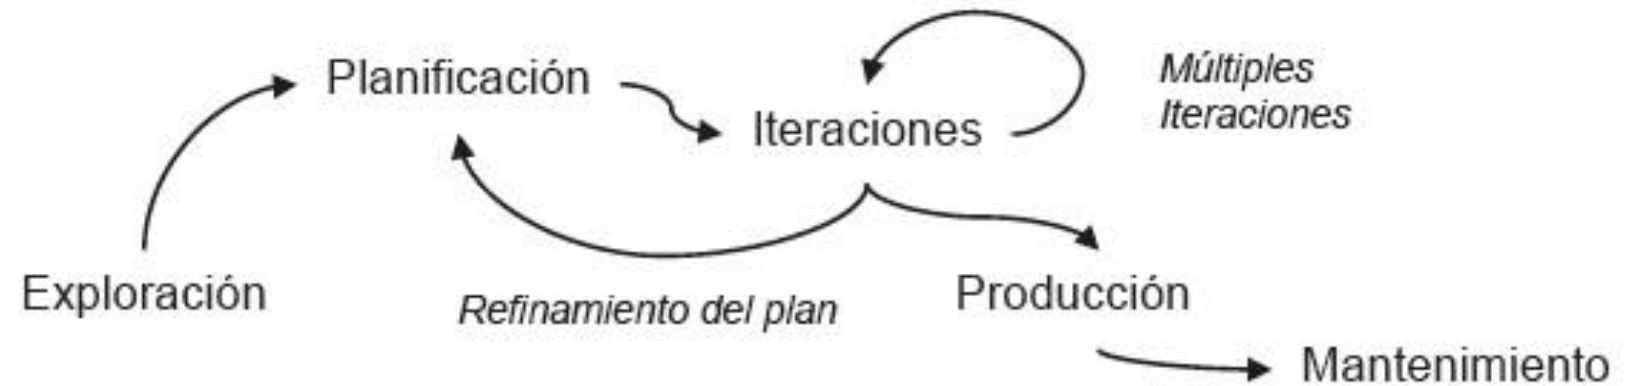 Planificación
Múltiples
Iteraciones
Iteraciones
Exploración
Refinamiento del plan
Producción
Mantenimiento